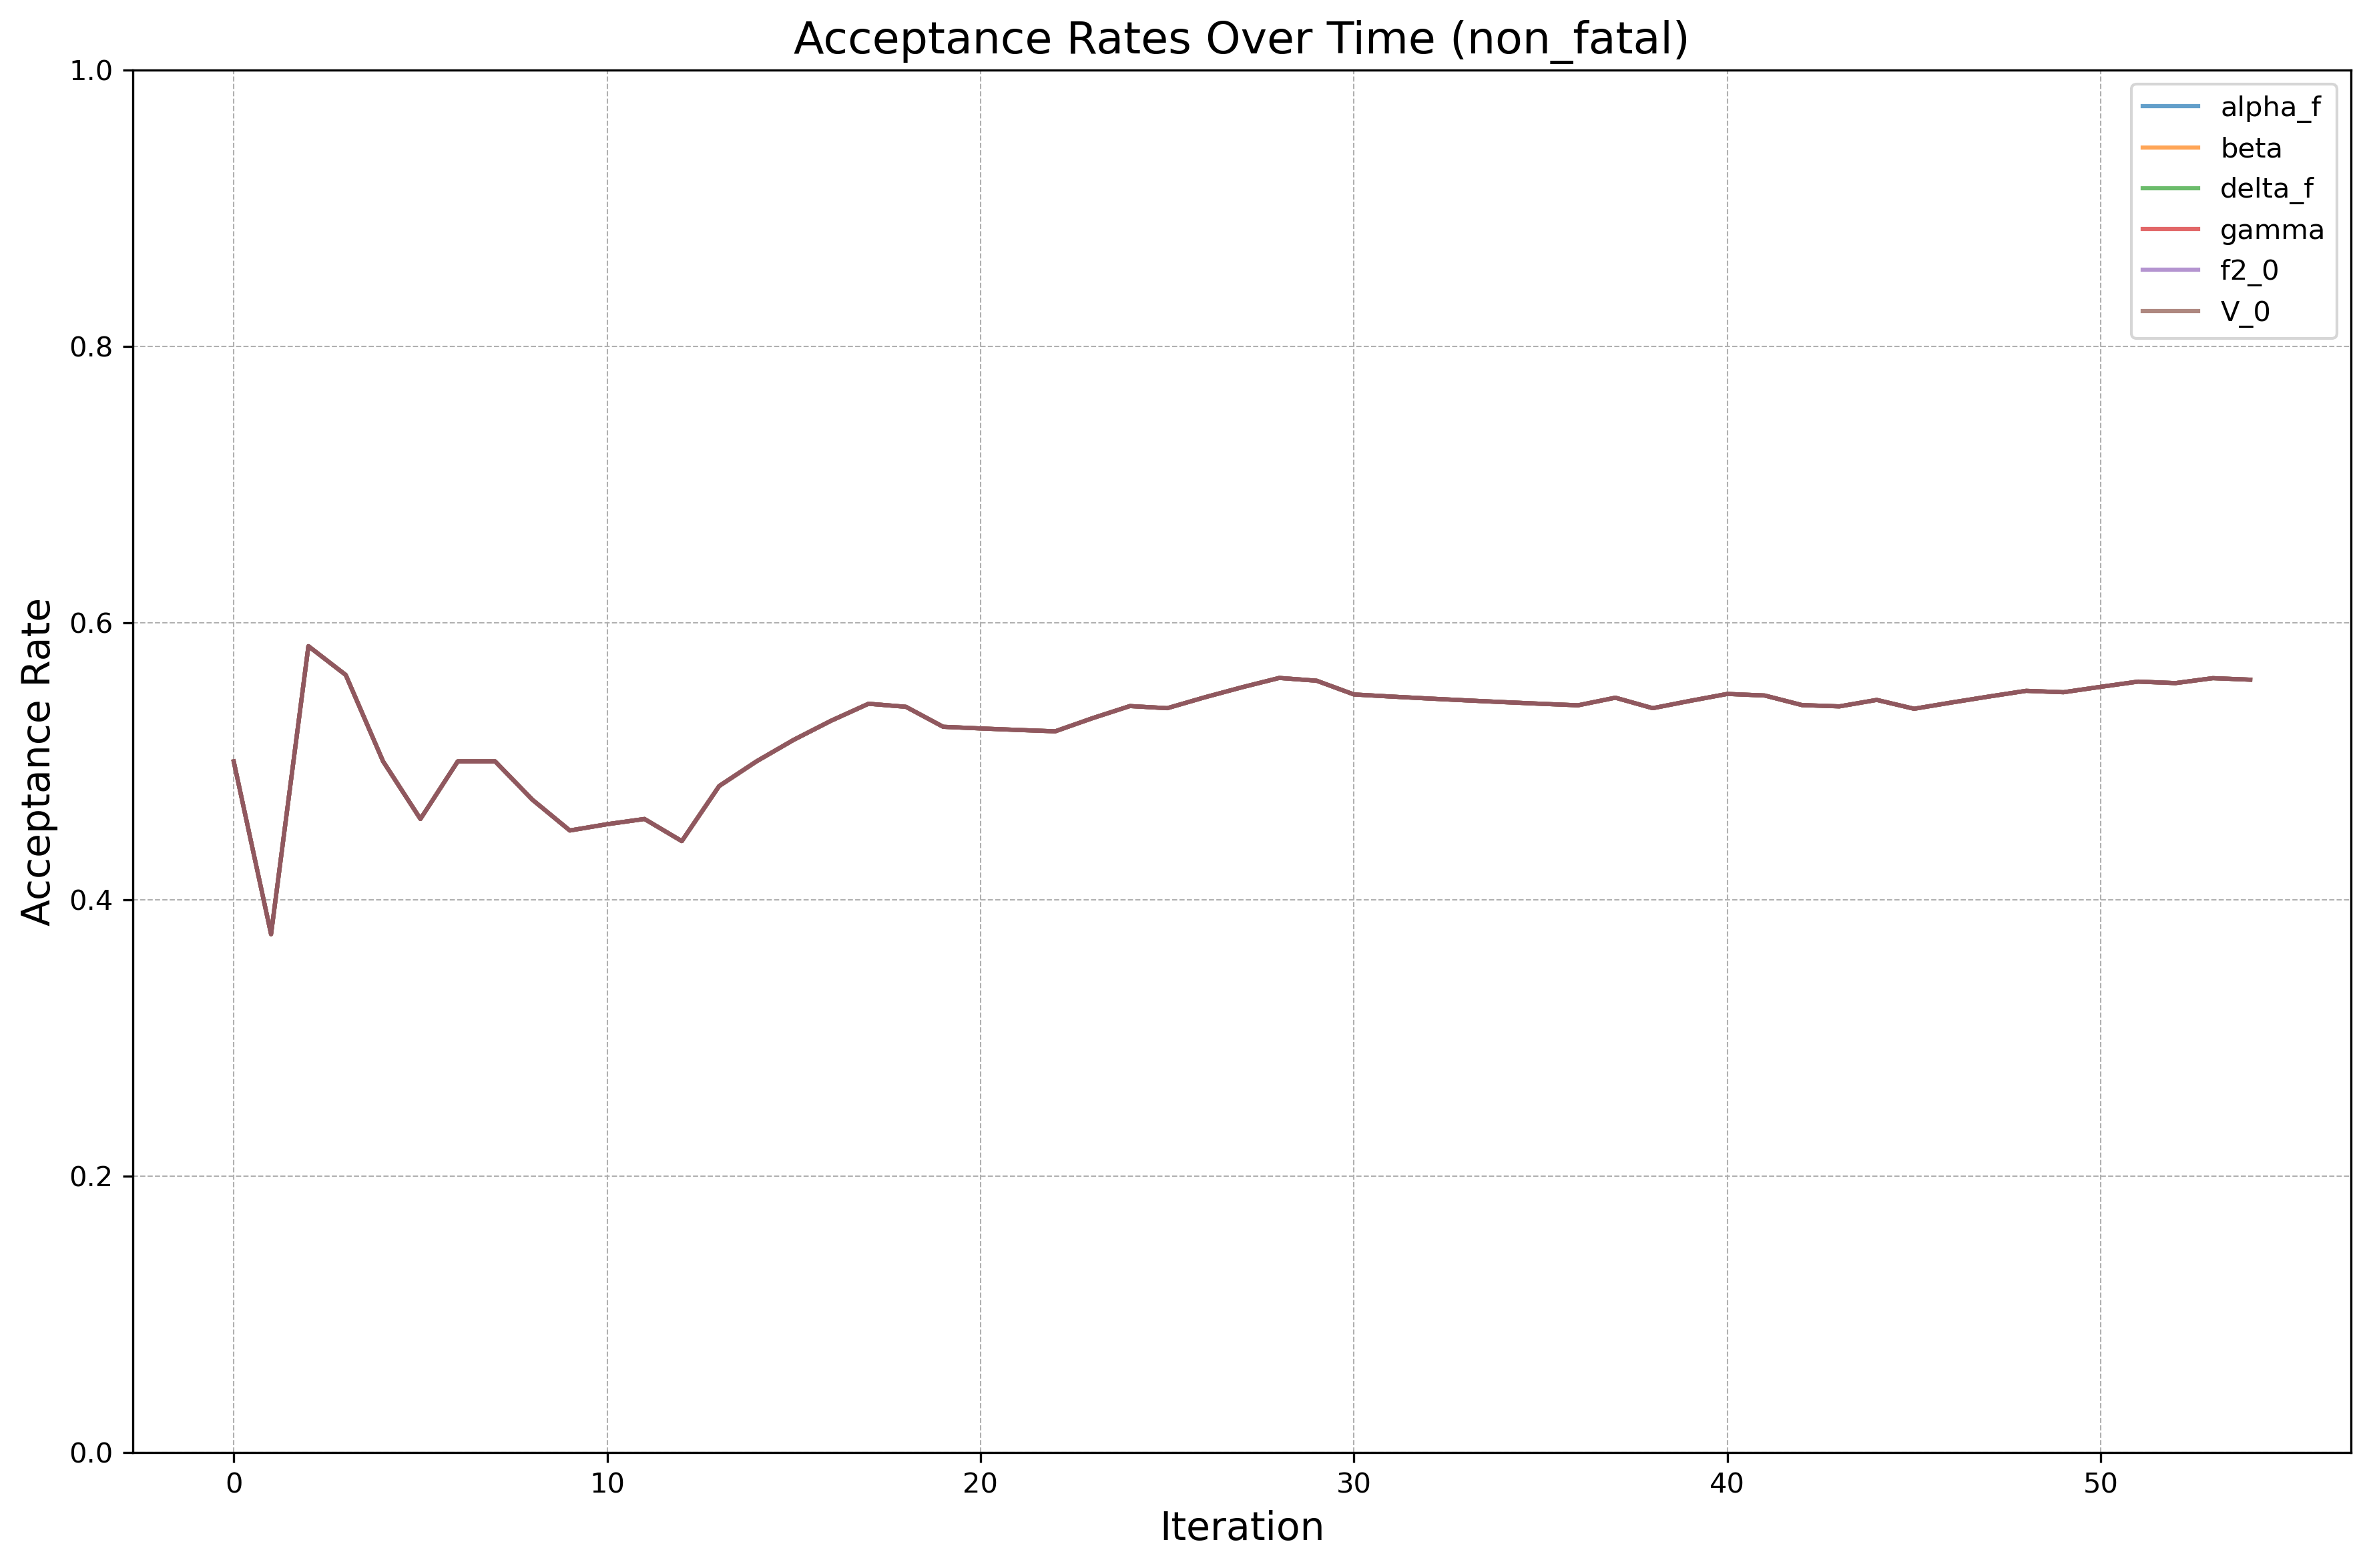 Acceptance Rates Over Time (non_fatal)
1.0
0.8
0.6
0.4
0.2
0.0
Acceptance Rate
alpha_f
beta
delta_f
gamma
f2_0
V_0
0 10 20 30 40 50
Iteration